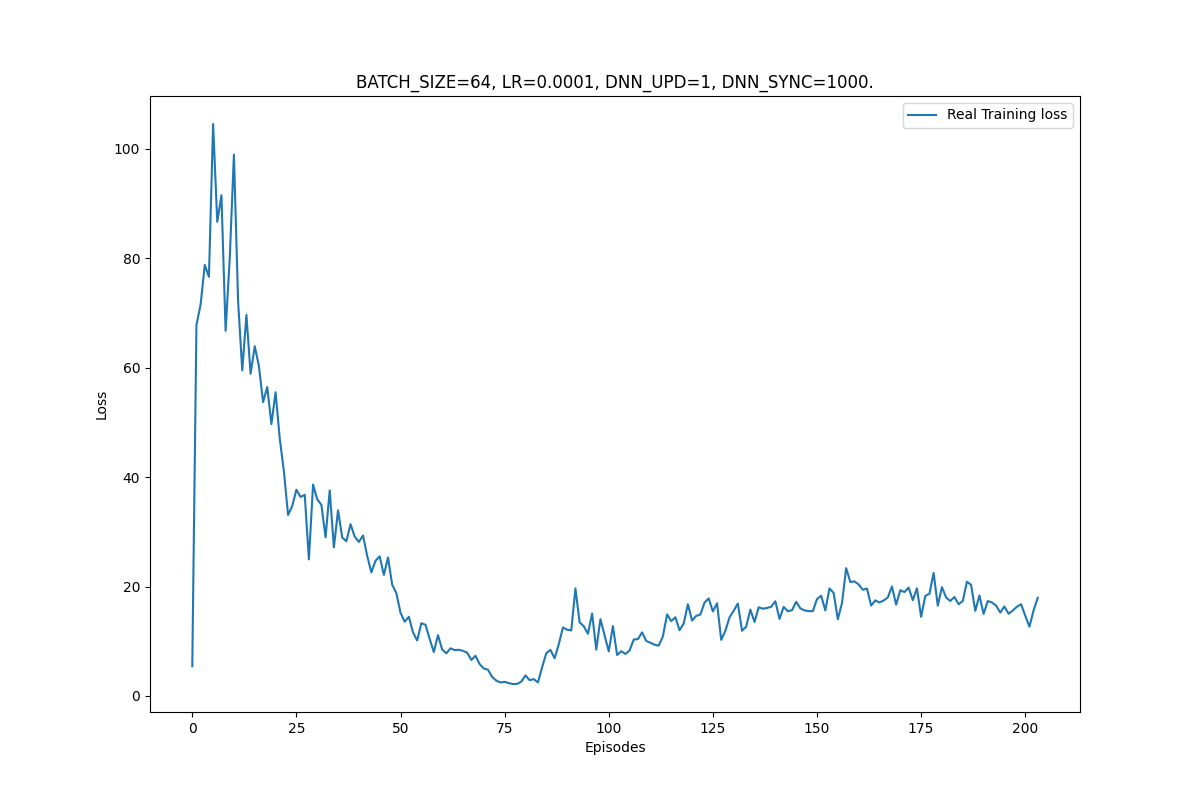 BATCH_SIZE=64, LR=0.0001, DNN_UPD=1, DNN_SYNC=1000.
Real Training loss
Loss
100
80
60
40
20
0
0 25 50 75 100 125 150 175 200
Episodes